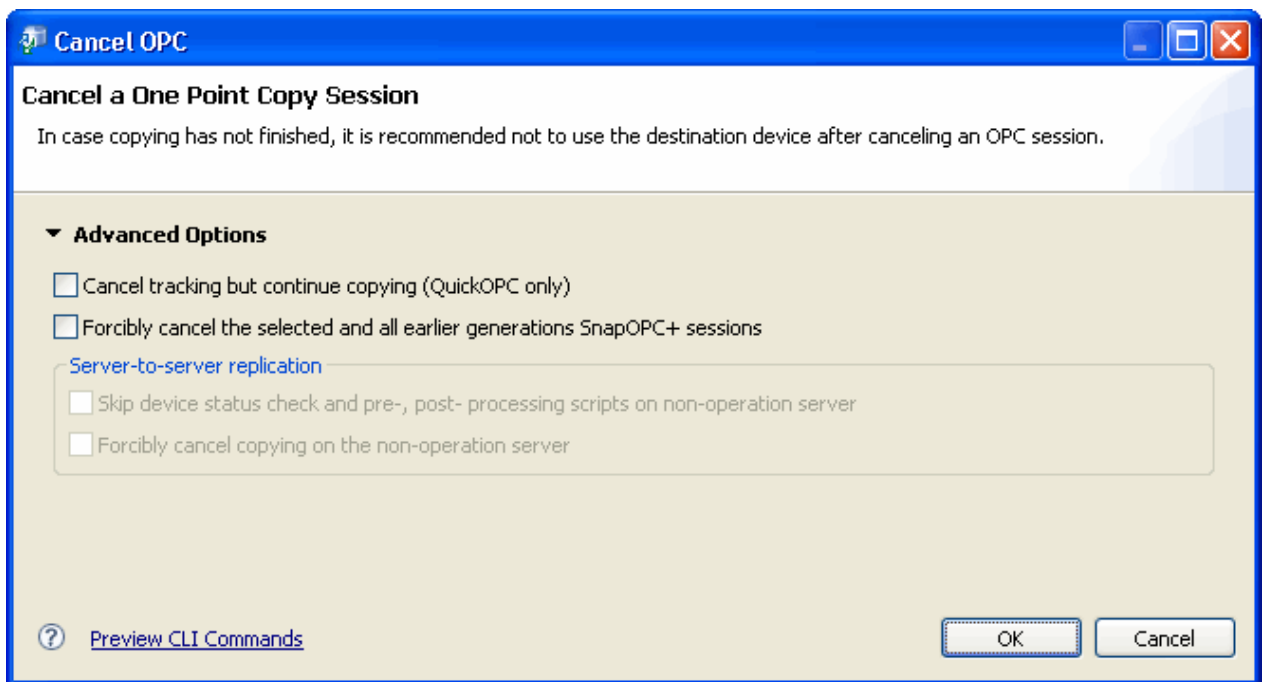 Cancel OPC
Cancel a One Point Copy Session
In case copying has not finished, it is recommended not to use the destination device after canceling an OPC session.
Advanced Options
Cancel tracking but continue copying (QuickOPC only)
Forcibly cancel the selected and all earlier generations SnapOPC+ sessions
Server-to-server replication
Skip device status check and pre-, post- processing scripts on non-operation server
Forcibly cancel copying on the non-operation server
? Preview CLI Commands OK Cancel